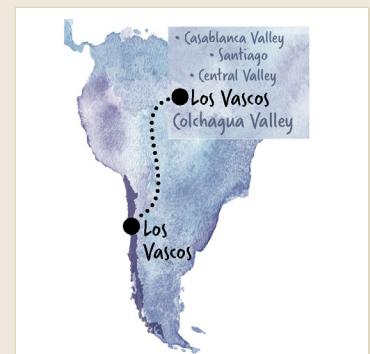 • Casablanca Valley
• Santiago
• Central Valley
Los Vascos
Colchagua Valley
Los
Vascos